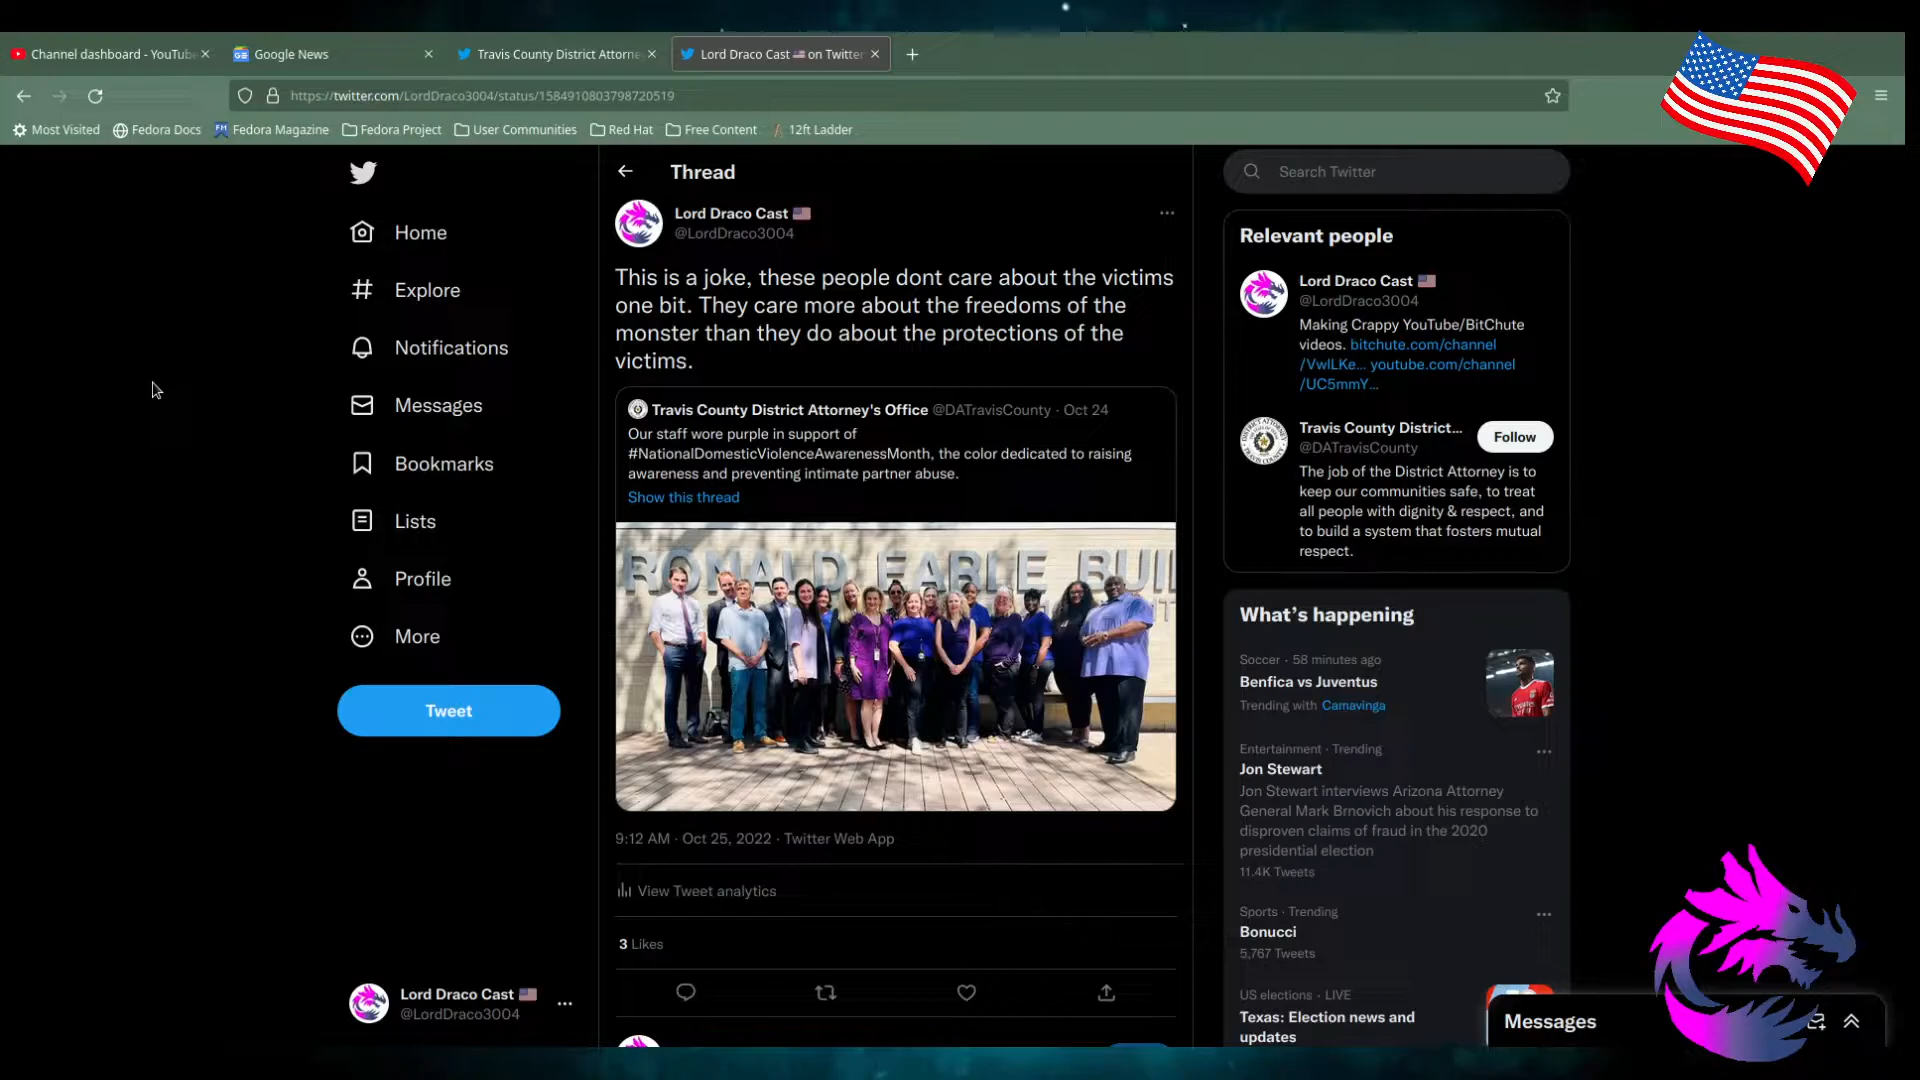 Channel dashboard - YouTube
Google News
Travis County District Attorne
Lord Draco Cast 🇺🇸 on Twitter
https://twitter.com/LordDraco3004/status/1584910803798720519
Most Visited
Fedora Docs
Fedora Magazine
Fedora Project
User Communities
Red Hat
Free Content
12ft Ladder
Home
Explore
Notifications
Messages
Bookmarks
Lists
Profile
More
Tweet
Lord Draco Cast 🇺🇸
@LordDraco3004
Thread
Lord Draco Cast 🇺🇸
@LordDraco3004
This is a joke, these people dont care about the victims
one bit. They care more about the freedoms of the
monster than they do about the protections of the
victims.
Travis County District Attorney's Office @DATravisCounty · Oct 24
Our staff wore purple in support of
#NationalDomesticViolenceAwarenessMonth, the color dedicated to raising
awareness and preventing intimate partner abuse.
Show this thread
RONALD EARLE BUI
9:12 AM · Oct 25, 2022 · Twitter Web App
View Tweet analytics
3 Likes
Search Twitter
Relevant people
Lord Draco Cast 🇺🇸
@LordDraco3004
Making Crappy YouTube/BitChute
videos. bitchute.com/channel
/VwlLKe… youtube.com/channel
/UC5mmY…
Travis County District...
@DATravisCounty
Follow
The job of the District Attorney is to
keep our communities safe, to treat
all people with dignity & respect, and
to build a system that fosters mutual
respect.
What's happening
Soccer · 58 minutes ago
Benfica vs Juventus
Trending with Camavinga
Entertainment · Trending
Jon Stewart
Jon Stewart interviews Arizona Attorney
General Mark Brnovich about his response to
disproven claims of fraud in the 2020
presidential election
11.4K Tweets
Sports · Trending
Bonucci
5,767 Tweets
US elections · LIVE
Texas: Election news and
updates
Messages